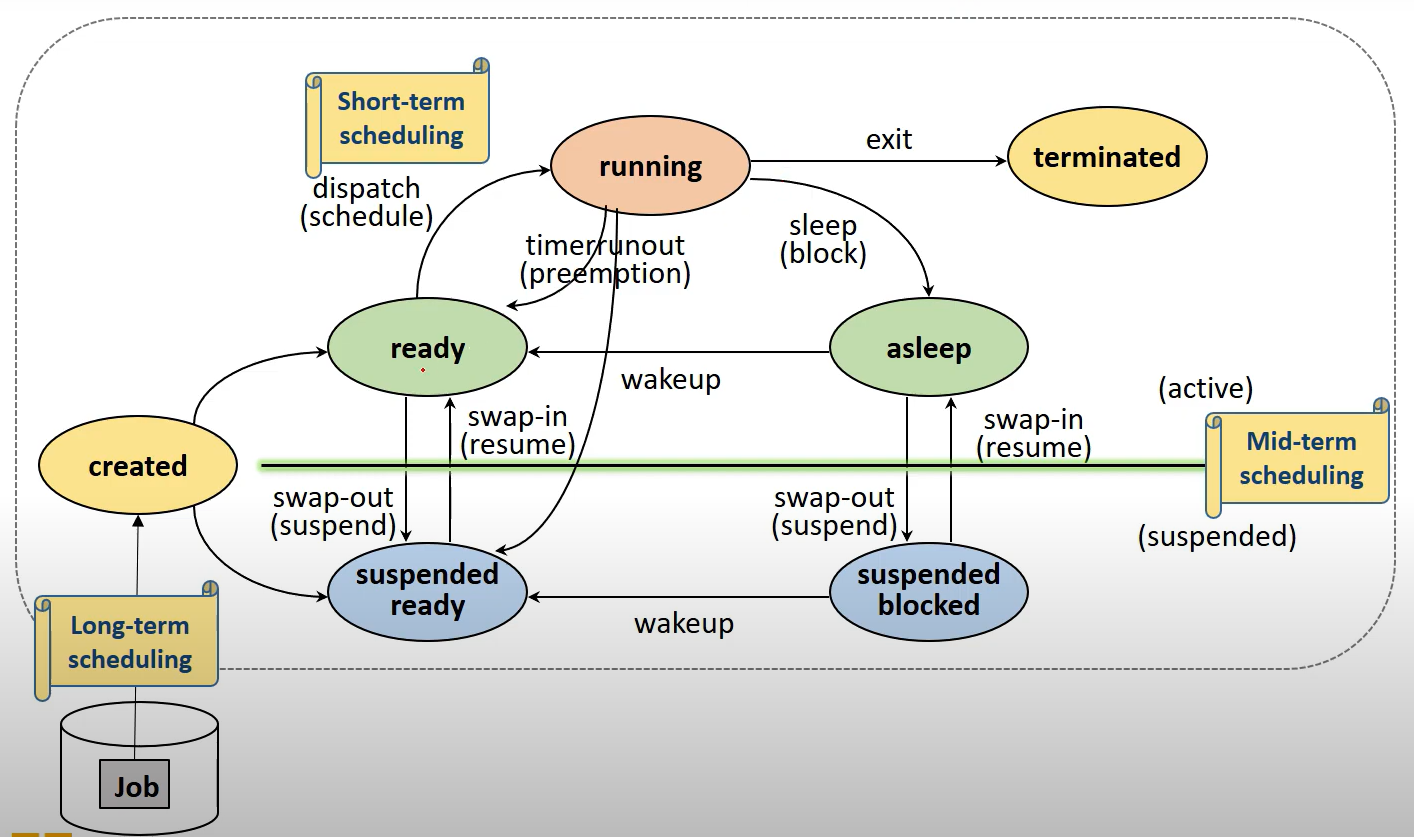 Short-term
scheduling
dispatch
(schedule)
running
exit
terminated
timerrunout
(preemption)
sleep
(block)
ready
asleep
wakeup
(active)
swap-in
(resume)
swap-in
(resume)
Mid-term
scheduling
created
swap-out
(suspend)
swap-out
(suspend)
(suspended)
suspended
ready
suspended
blocked
wakeup
Long-term
scheduling
Job